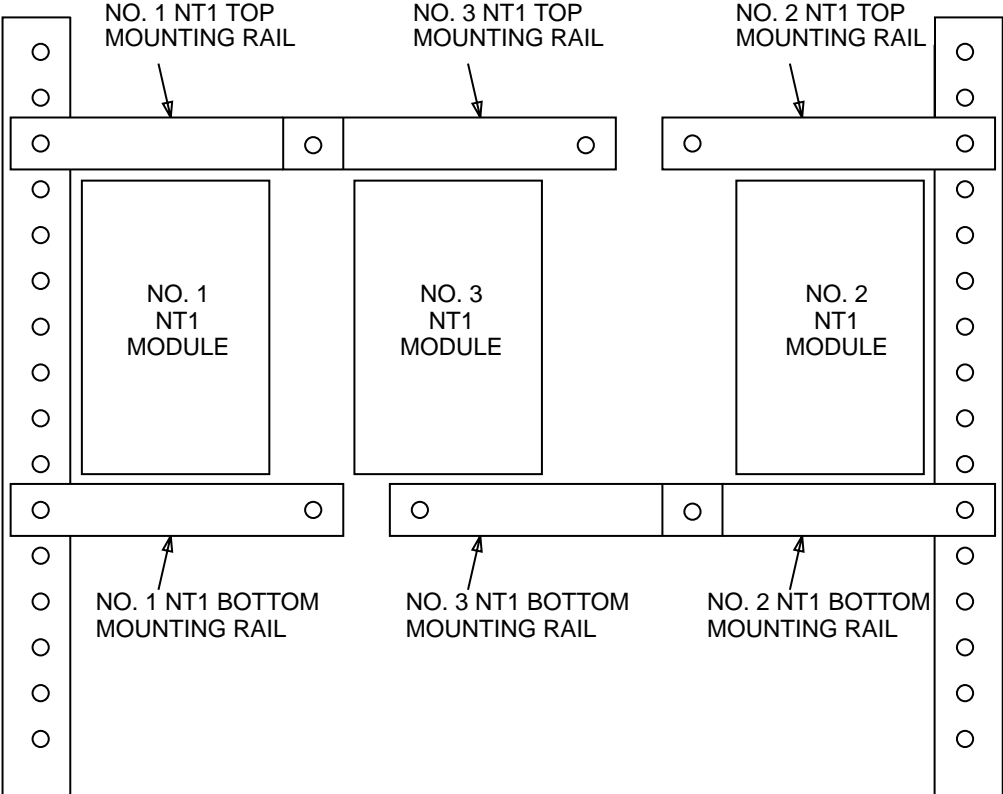 NO. 1 NT1 TOP
MOUNTING RAIL
NO. 3 NT1 TOP
MOUNTING RAIL
NO. 2 NT1 TOP
MOUNTING RAIL
NO. 1
NT1
MODULE
NO. 3
NT1
MODULE
NO. 2
NT1
MODULE
NO. 1 NT1 BOTTOM
MOUNTING RAIL
NO. 3 NT1 BOTTOM
MOUNTING RAIL
NO. 2 NT1 BOTTOM
MOUNTING RAIL